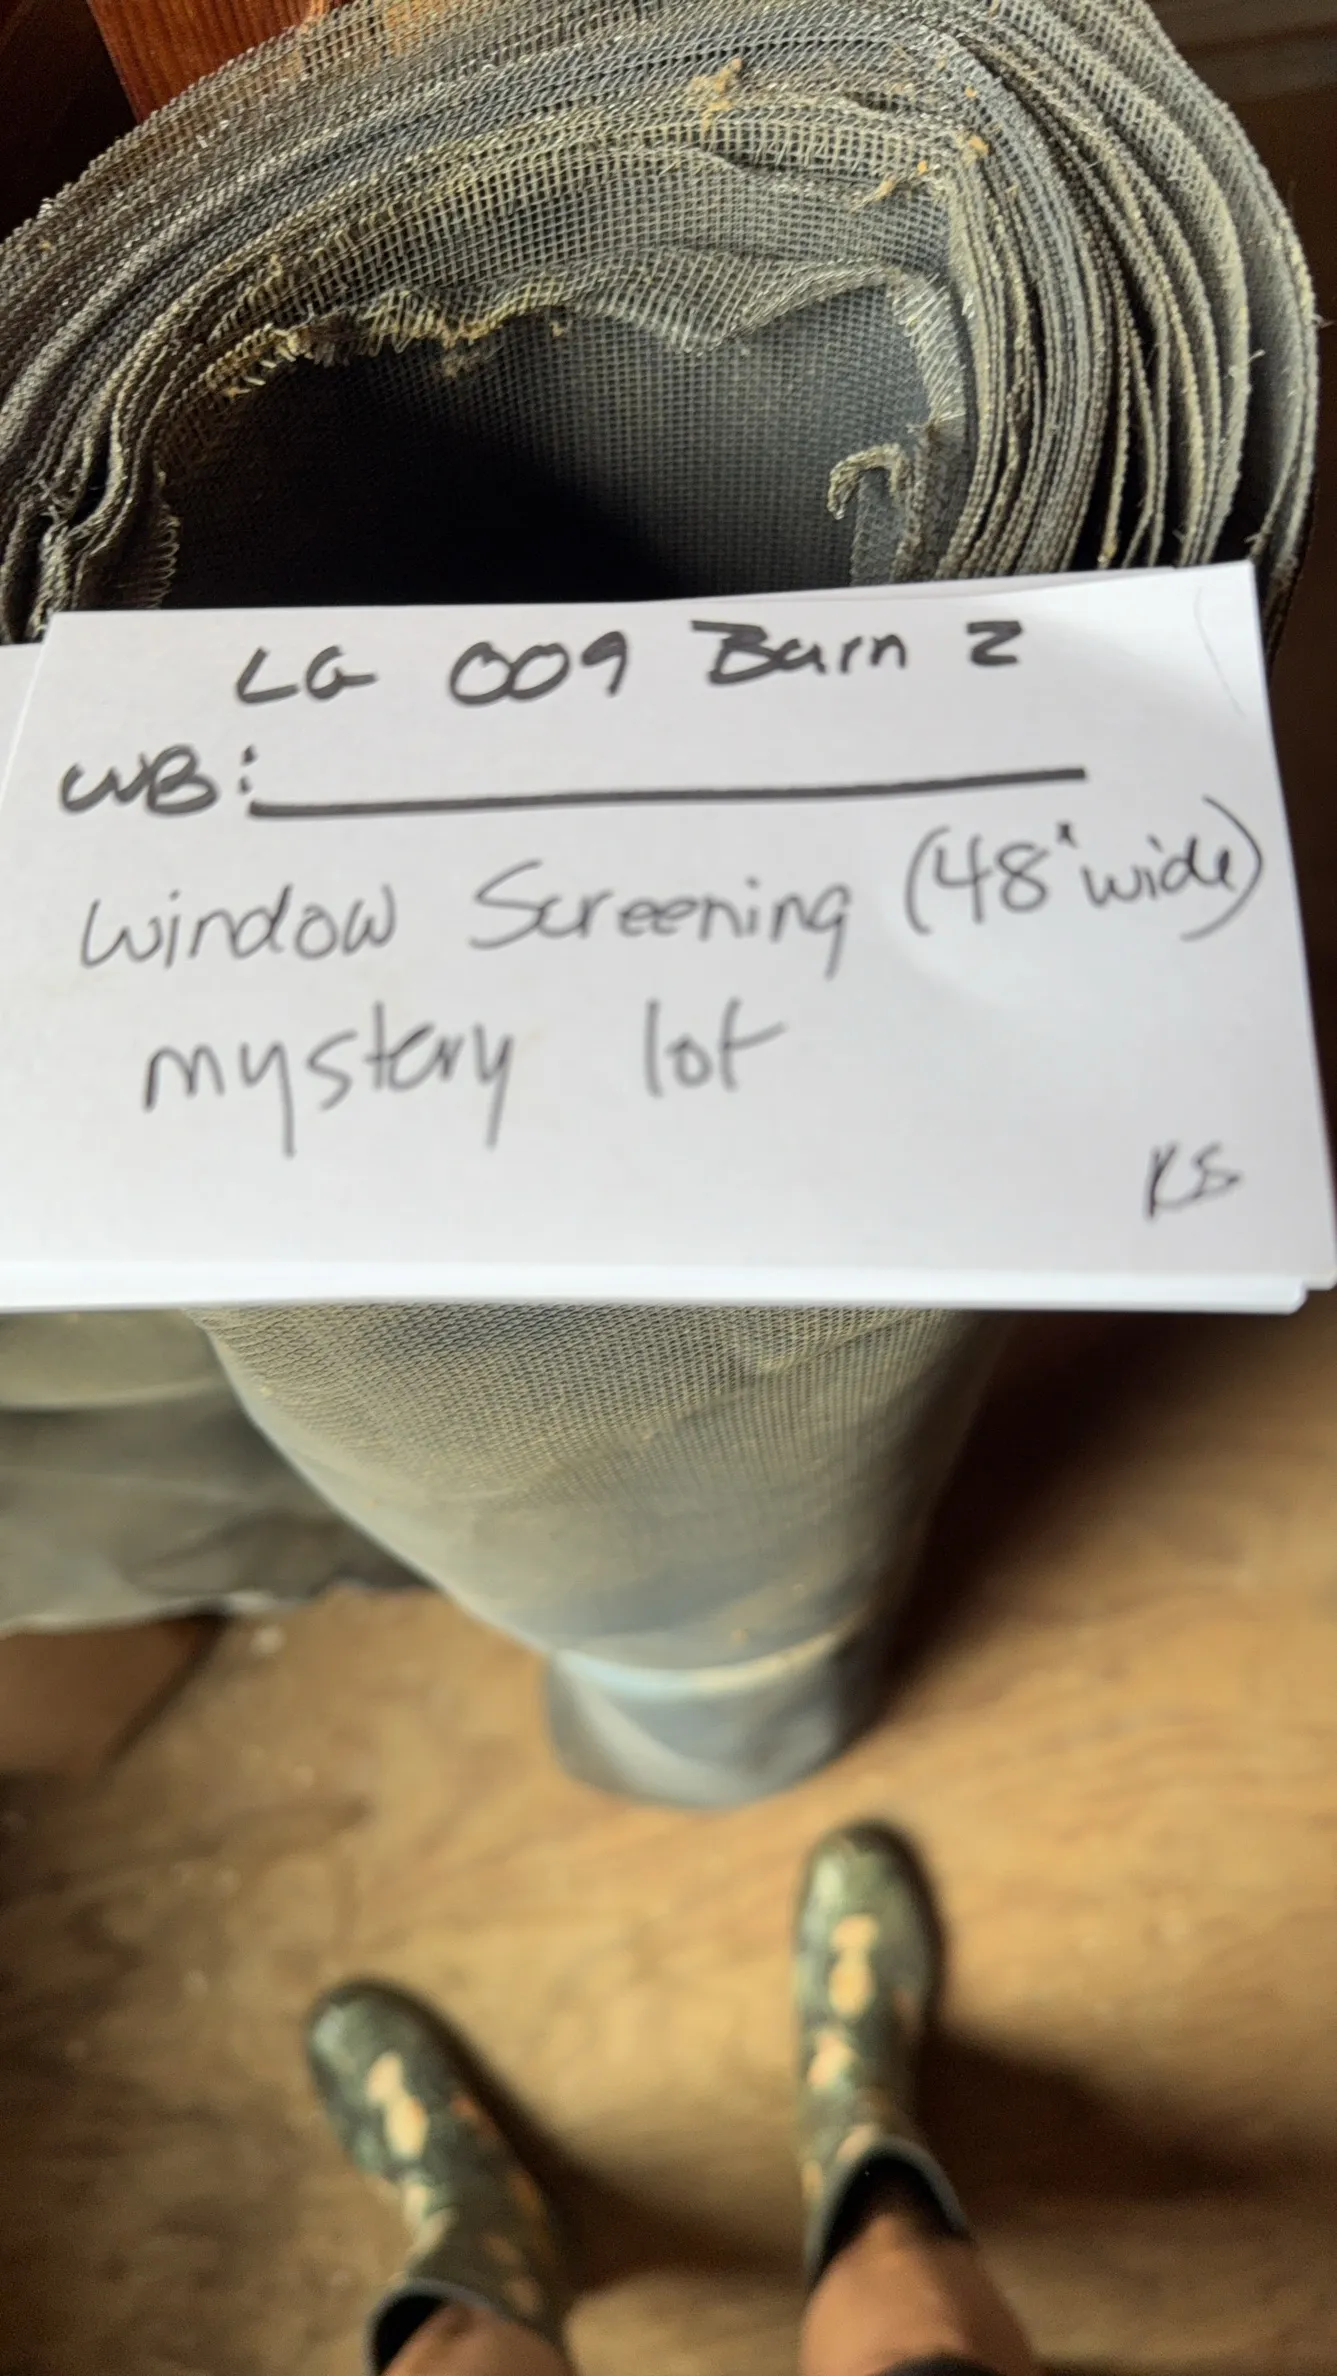 LG 009 Barn 2
WB:
Window Screening (48" wide)
mystery lot
KS